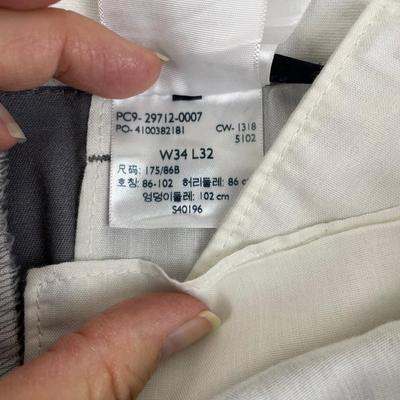 PC9- 29712-0007
PO- 4100382181 CW- 1318
5102
W34 L32
尺码: 175/86B
호칭: 86-102 허리둘레: 86 c
엉덩이둘레: 102 cm
S40196